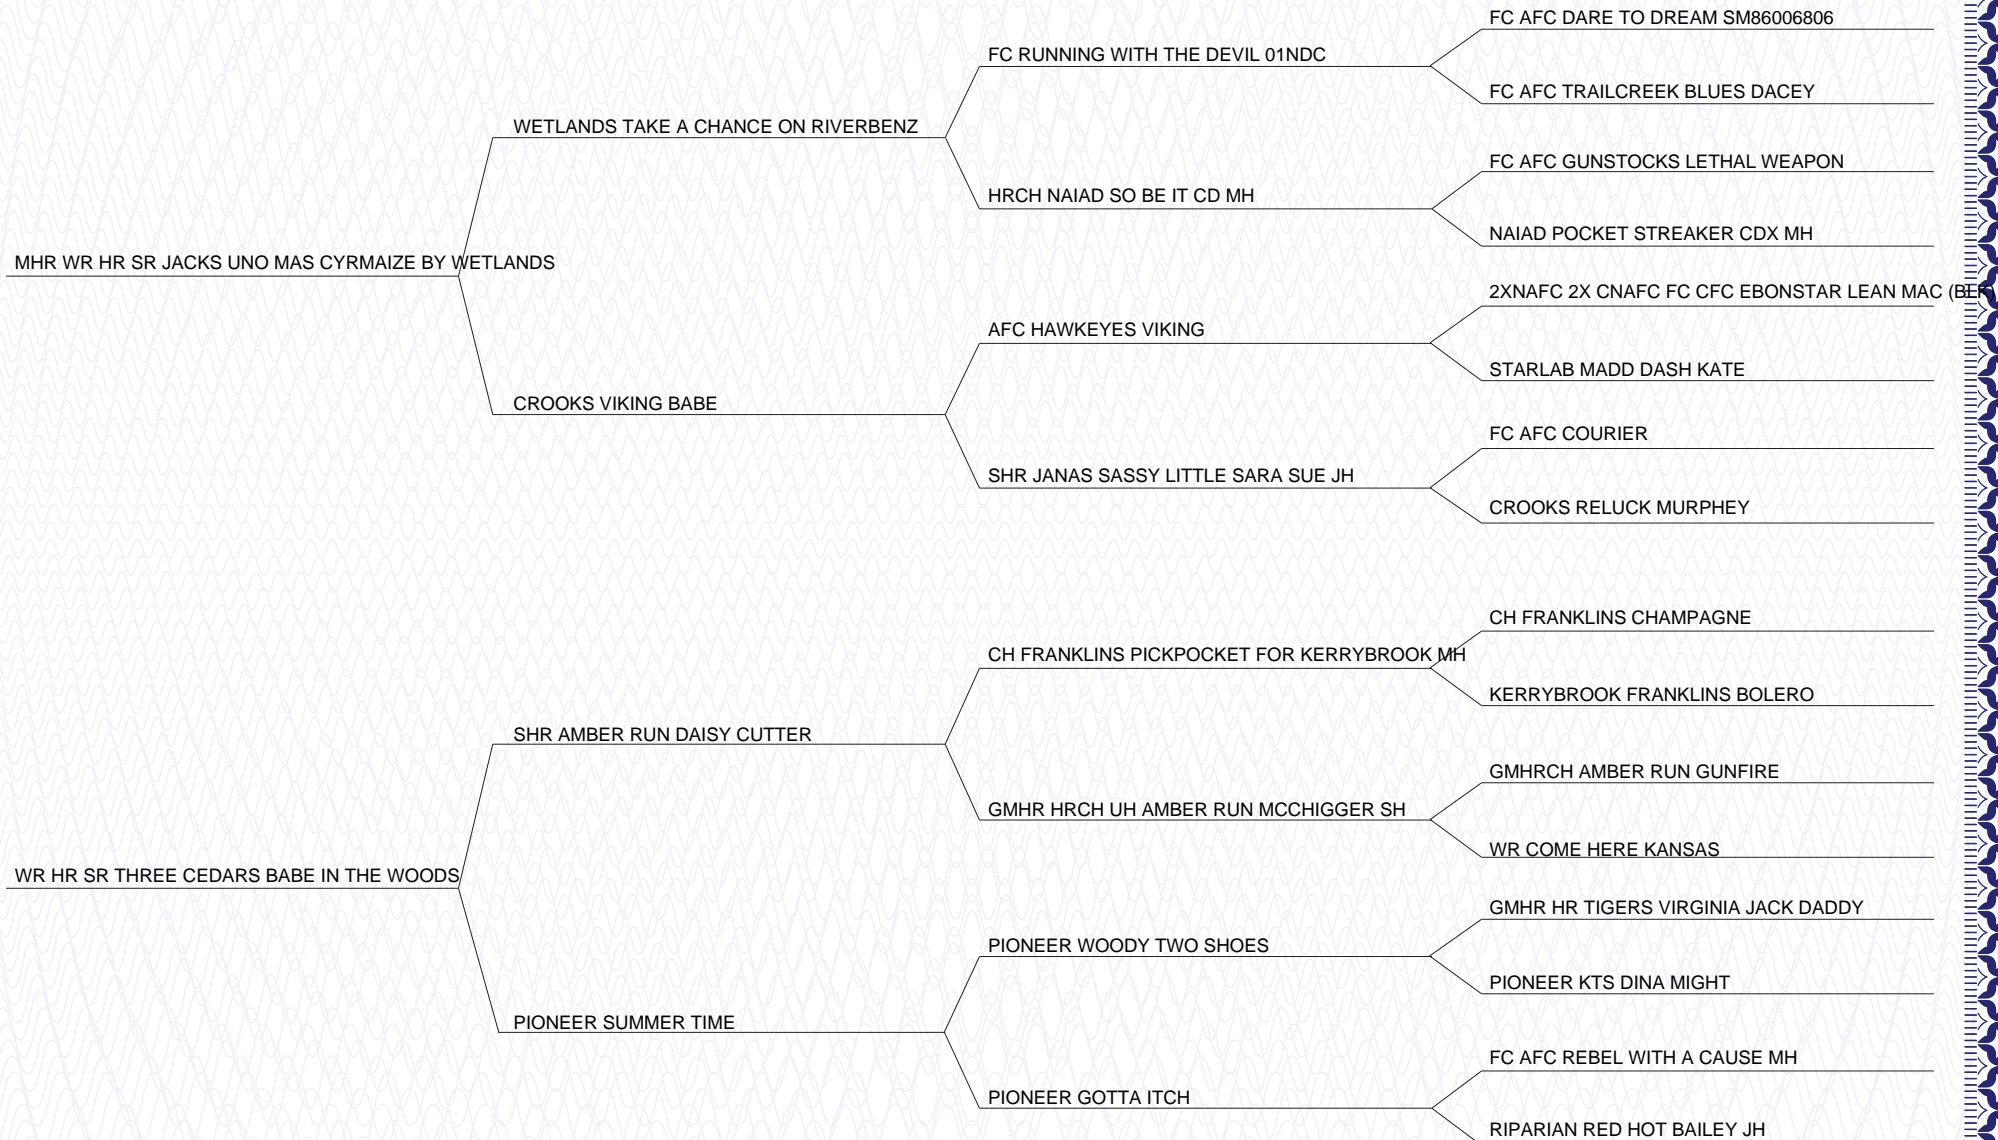 FC AFC DARE TO DREAM SM86006806
FC RUNNING WITH THE DEVIL 01NDC
FC AFC TRAILCREEK BLUES DACEY
WETLANDS TAKE A CHANCE ON RIVERBENZ
FC AFC GUNSTOCKS LETHAL WEAPON
HRCH NAIAD SO BE IT CD MH
NAIAD POCKET STREAKER CDX MH
MHR WR HR SR JACKS UNO MAS CYRMAIZE BY WETLANDS
2XNAFC 2X CNAFC FC CFC EBONSTAR LEAN MAC (BLK)
AFC HAWKEYES VIKING
STARLAB MADD DASH KATE
CROOKS VIKING BABE
FC AFC COURIER
SHR JANAS SASSY LITTLE SARA SUE JH
CROOKS RELUCK MURPHEY
CH FRANKLINS CHAMPAGNE
CH FRANKLINS PICKPOCKET FOR KERRYBROOK MH
KERRYBROOK FRANKLINS BOLERO
SHR AMBER RUN DAISY CUTTER
GMHRCH AMBER RUN GUNFIRE
GMHR HRCH UH AMBER RUN MCCHIGGER SH
WR COME HERE KANSAS
WR HR SR THREE CEDARS BABE IN THE WOODS
GMHR HR TIGERS VIRGINIA JACK DADDY
PIONEER WOODY TWO SHOES
PIONEER KTS DINA MIGHT
PIONEER SUMMER TIME
FC AFC REBEL WITH A CAUSE MH
PIONEER GOTTA ITCH
RIPARIAN RED HOT BAILEY JH